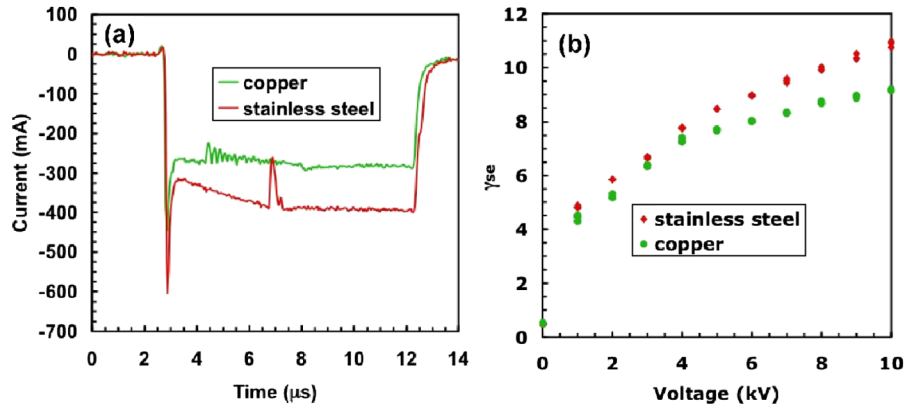 (a)
100
0
-100
-200
-300
-400
-500
-600
-700
Current (mA)
copper
stainless steel
0 2 4 6 8 10 12 14
Time (μs)
(b)
12
10
8
6
4
2
0
γse
stainless steel
copper
0 2 4 6 8 10
Voltage (kV)